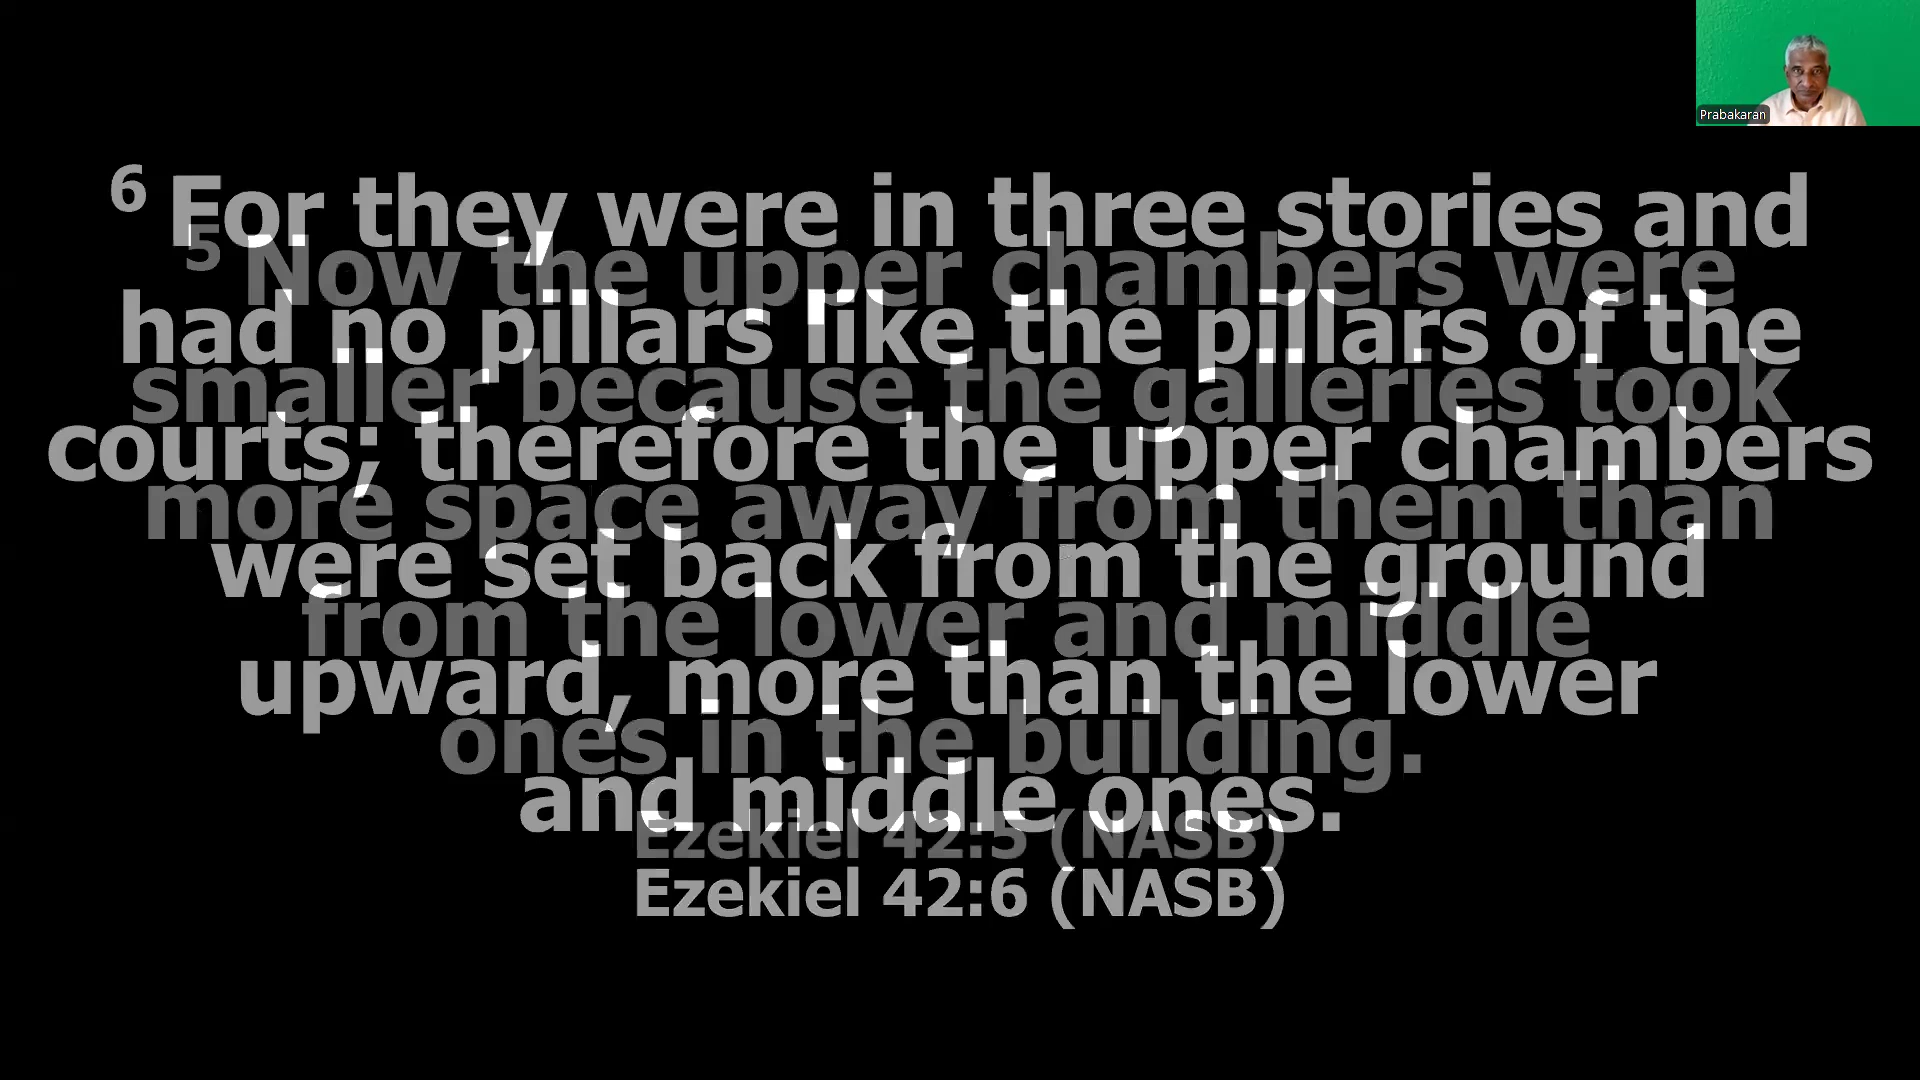 Prabakaran
6 For they were in three stories and
had no pillars like the pillars of the
courts; therefore the upper chambers
were set back from the ground
upward, more than the lower
and middle ones.
Ezekiel 42:6 (NASB)
5 Now the upper chambers were
smaller because the galleries took
more space away from them than
from the lower and middle
ones in the building.
Ezekiel 42:5 (NASB)